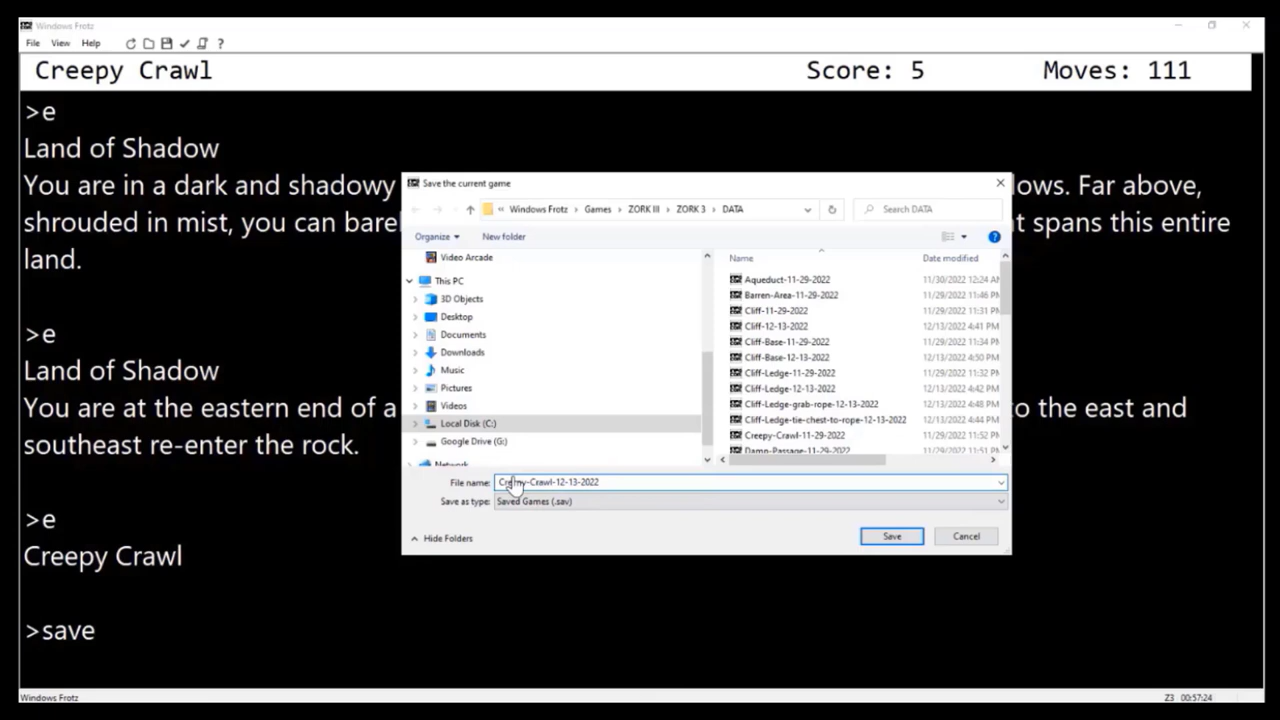 Windows Frotz
File View Help
Creepy Crawl Score: 5 Moves: 111
>e
Land of Shadow
You are in a dark and shadowy lows. Far above,
shrouded in mist, you can barel t spans this entire
land.
>e
Land of Shadow
You are at the eastern end of a o the east and
southeast re-enter the rock.
>e
Creepy Crawl
>save
Save the current game
« Windows Frotz > Games > ZORK III > ZORK 3 > DATA
Search DATA
Organize New folder
Video Arcade
This PC
3D Objects
Desktop
Documents
Downloads
Music
Pictures
Videos
Local Disk (C:)
Google Drive (G:)
Network
Name Date modified
Aqueduct-11-29-2022 11/30/2022 12:24 A
Barren-Area-11-29-2022 11/29/2022 11:46 P
Cliff-11-29-2022 11/29/2022 11:31 P
Cliff-12-13-2022 12/13/2022 4:41 PM
Cliff-Base-11-29-2022 11/29/2022 11:34 P
Cliff-Base-12-13-2022 12/13/2022 4:50 PM
Cliff-Ledge-11-29-2022 11/29/2022 11:32 P
Cliff-Ledge-12-13-2022 12/13/2022 4:42 PM
Cliff-Ledge-grab-rope-12-13-2022 12/13/2022 4:48 PM
Cliff-Ledge-tie-chest-to-rope-12-13-2022 12/13/2022 4:44 PM
Creepy-Crawl-11-29-2022 11/29/2022 11:52 P
Damp-Passage-11-29-2022 11/29/2022 11:51 P
File name: Creepy-Crawl-12-13-2022
Save as type: Saved Games (.sav)
Hide Folders
Save Cancel
Windows Frotz Z3 00:57:24